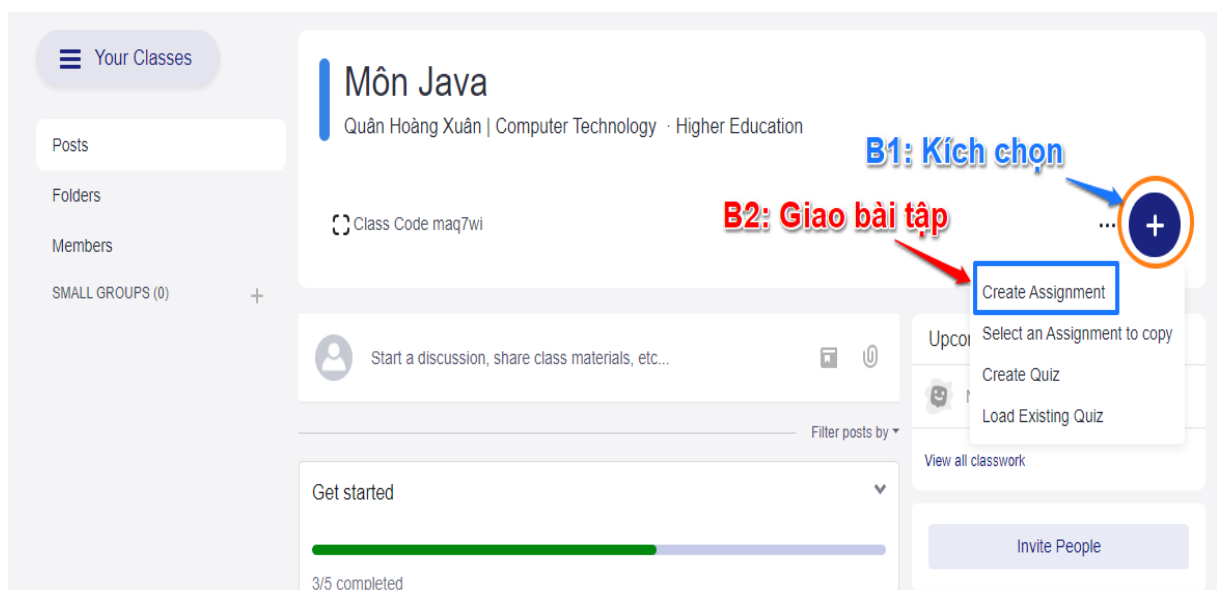 Your Classes
Môn Java
Quân Hoàng Xuân | Computer Technology · Higher Education
Posts
Folders
Members
SMALL GROUPS (0) +
Class Code maq7wi
B1: Kích chọn
B2: Giao bài tập
... +
Create Assignment
Select an Assignment to copy
Create Quiz
Load Existing Quiz
Start a discussion, share class materials, etc...
Filter posts by
View all classwork
Get started
3/5 completed
Invite People